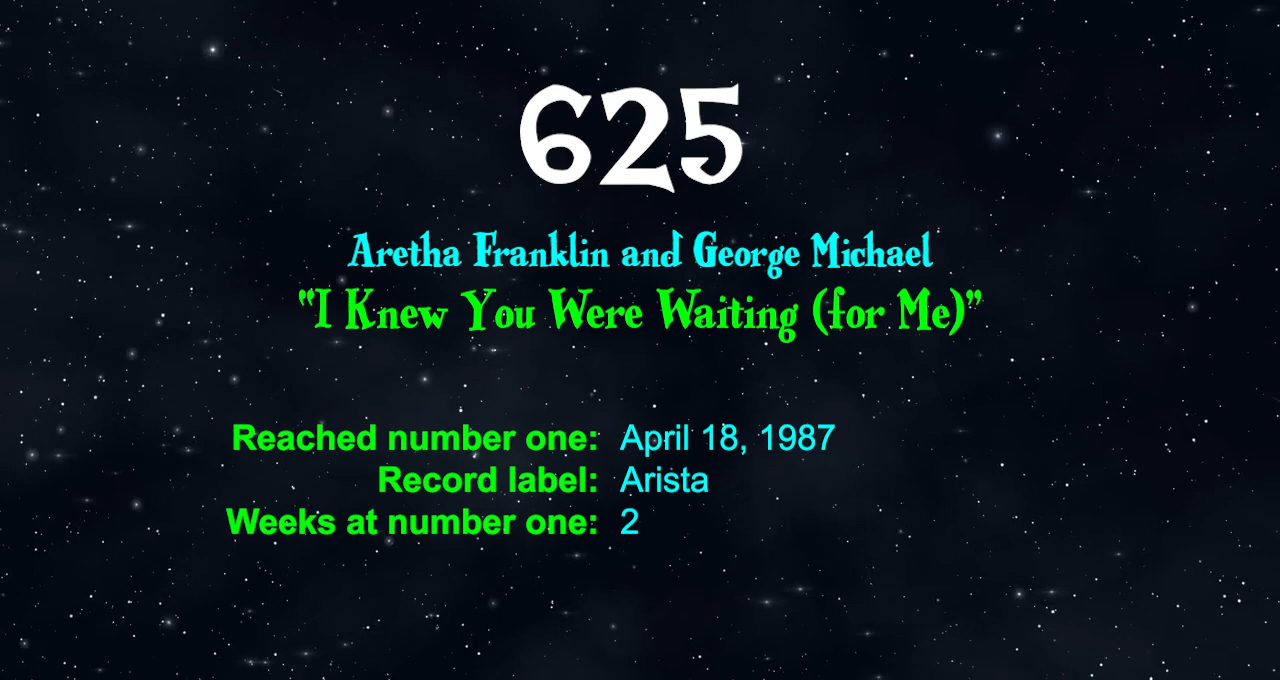 625
Aretha Franklin and George Michael
“I Knew You Were Waiting (for Me)”
Reached number one: April 18, 1987
Record label: Arista
Weeks at number one: 2